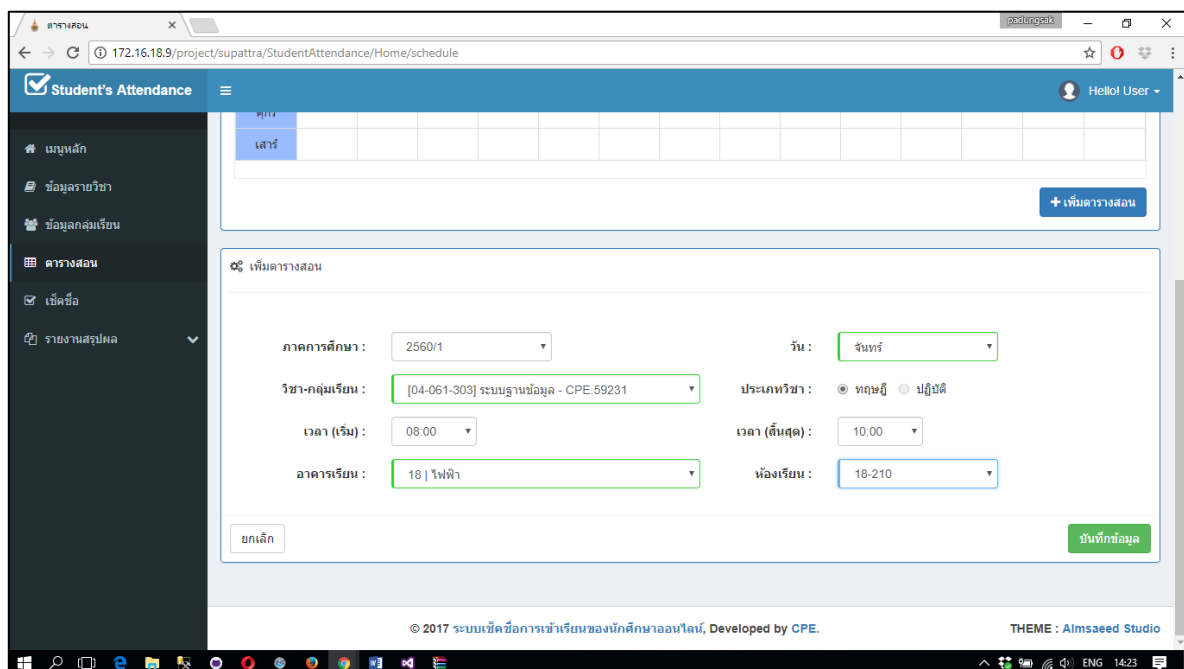 ตารางสอน
padungsak
172.16.18.9/project/supattra/StudentAttendance/Home/schedule
Student's Attendance
Hello! User
เมนูหลัก
ข้อมูลรายวิชา
ข้อมูลกลุ่มเรียน
ตารางสอน
เช็คชื่อ
รายงานสรุปผล
ศุกร์
เสาร์
เพิ่มตารางสอน
เพิ่มตารางสอน
ภาคการศึกษา : 2560/1 วัน : จันทร์
วิชา-กลุ่มเรียน : [04-061-303] ระบบฐานข้อมูล - CPE.59231 ประเภทวิชา : ทฤษฎี ปฏิบัติ
เวลา (เริ่ม) : 08:00 เวลา (สิ้นสุด) : 10:00
อาคารเรียน : 18 | ไฟฟ้า ห้องเรียน : 18-210
ยกเลิก บันทึกข้อมูล
© 2017 ระบบเช็คชื่อการเข้าเรียนของนักศึกษาออนไลน์, Developed by CPE. THEME : Almsaeed Studio
ENG 14:23